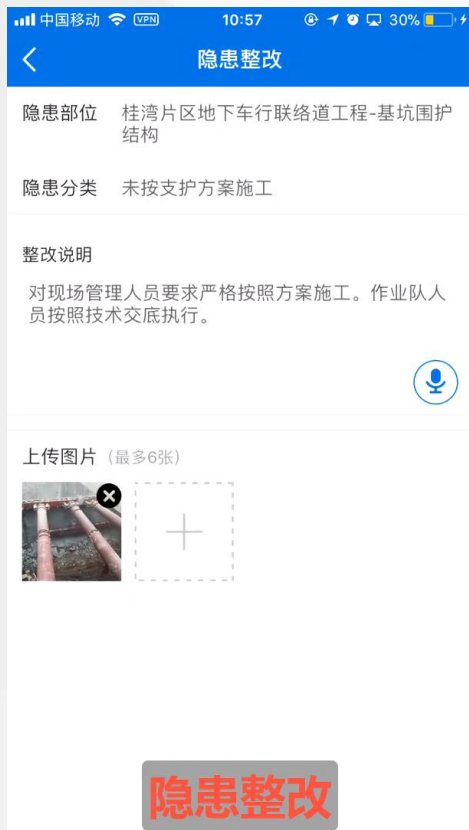 中国移动 VPN 10:57 30%
隐患整改
隐患部位 桂湾片区地下车行联络道工程-基坑围护
结构
隐患分类 未按支护方案施工
整改说明
对现场管理人员要求严格按照方案施工。作业队人
员按照技术交底执行。
上传图片（最多6张）
隐患整改